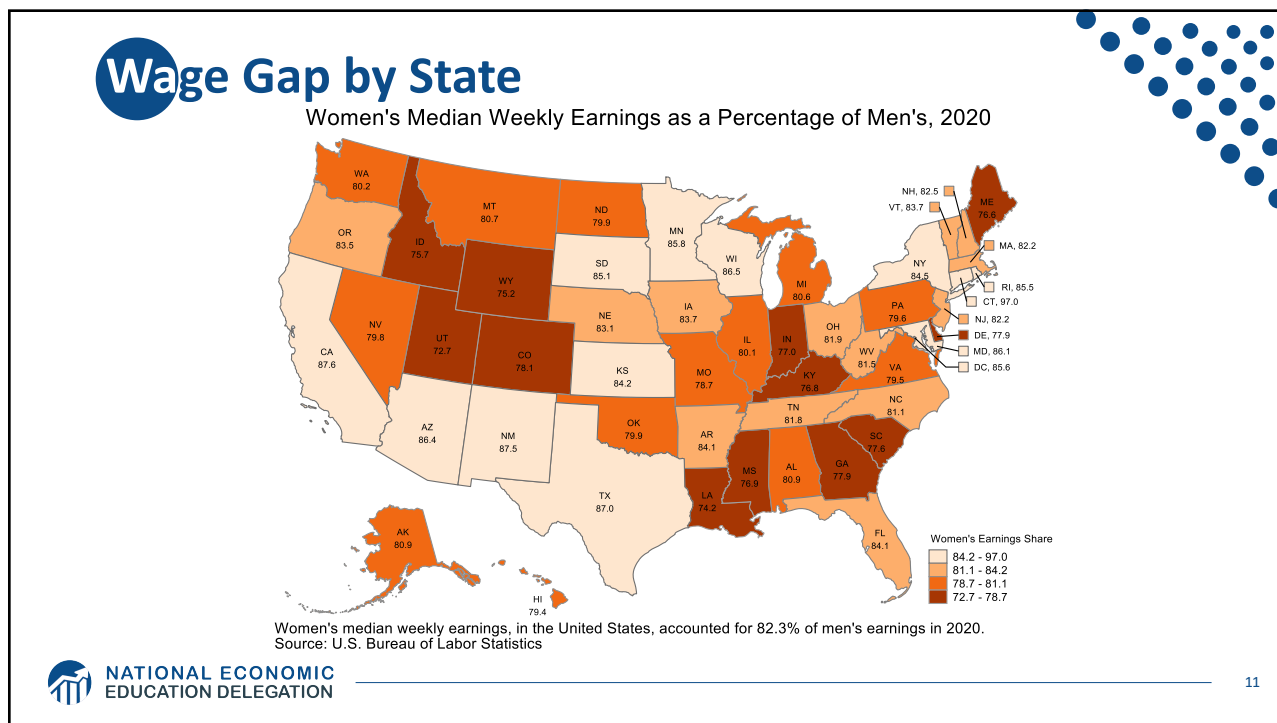 Wage Gap by State
Women's Median Weekly Earnings as a Percentage of Men's, 2020
WA
80.2
OR
83.5
CA
87.6
NV
79.8
ID
75.7
MT
80.7
WY
75.2
UT
72.7
CO
78.1
AZ
86.4
NM
87.5
ND
79.9
SD
85.1
NE
83.1
KS
84.2
OK
79.9
TX
87.0
MN
85.8
IA
83.7
MO
78.7
AR
84.1
LA
74.2
WI
86.5
IL
80.1
MI
80.6
IN
77.0
OH
81.9
KY
76.8
TN
81.8
MS
76.9
AL
80.9
GA
77.9
FL
84.1
SC
77.6
NC
81.1
VA
79.5
WV
81.5
PA
79.6
NY
84.5
ME
76.6
NH, 82.5
VT, 83.7
MA, 82.2
RI, 85.5
CT, 97.0
NJ, 82.2
DE, 77.9
MD, 86.1
DC, 85.6
AK
80.9
HI
79.4
Women's Earnings Share
84.2 - 97.0
81.1 - 84.2
78.7 - 81.1
72.7 - 78.7
Women's median weekly earnings, in the United States, accounted for 82.3% of men's earnings in 2020.
Source: U.S. Bureau of Labor Statistics
NATIONAL ECONOMIC
EDUCATION DELEGATION
11